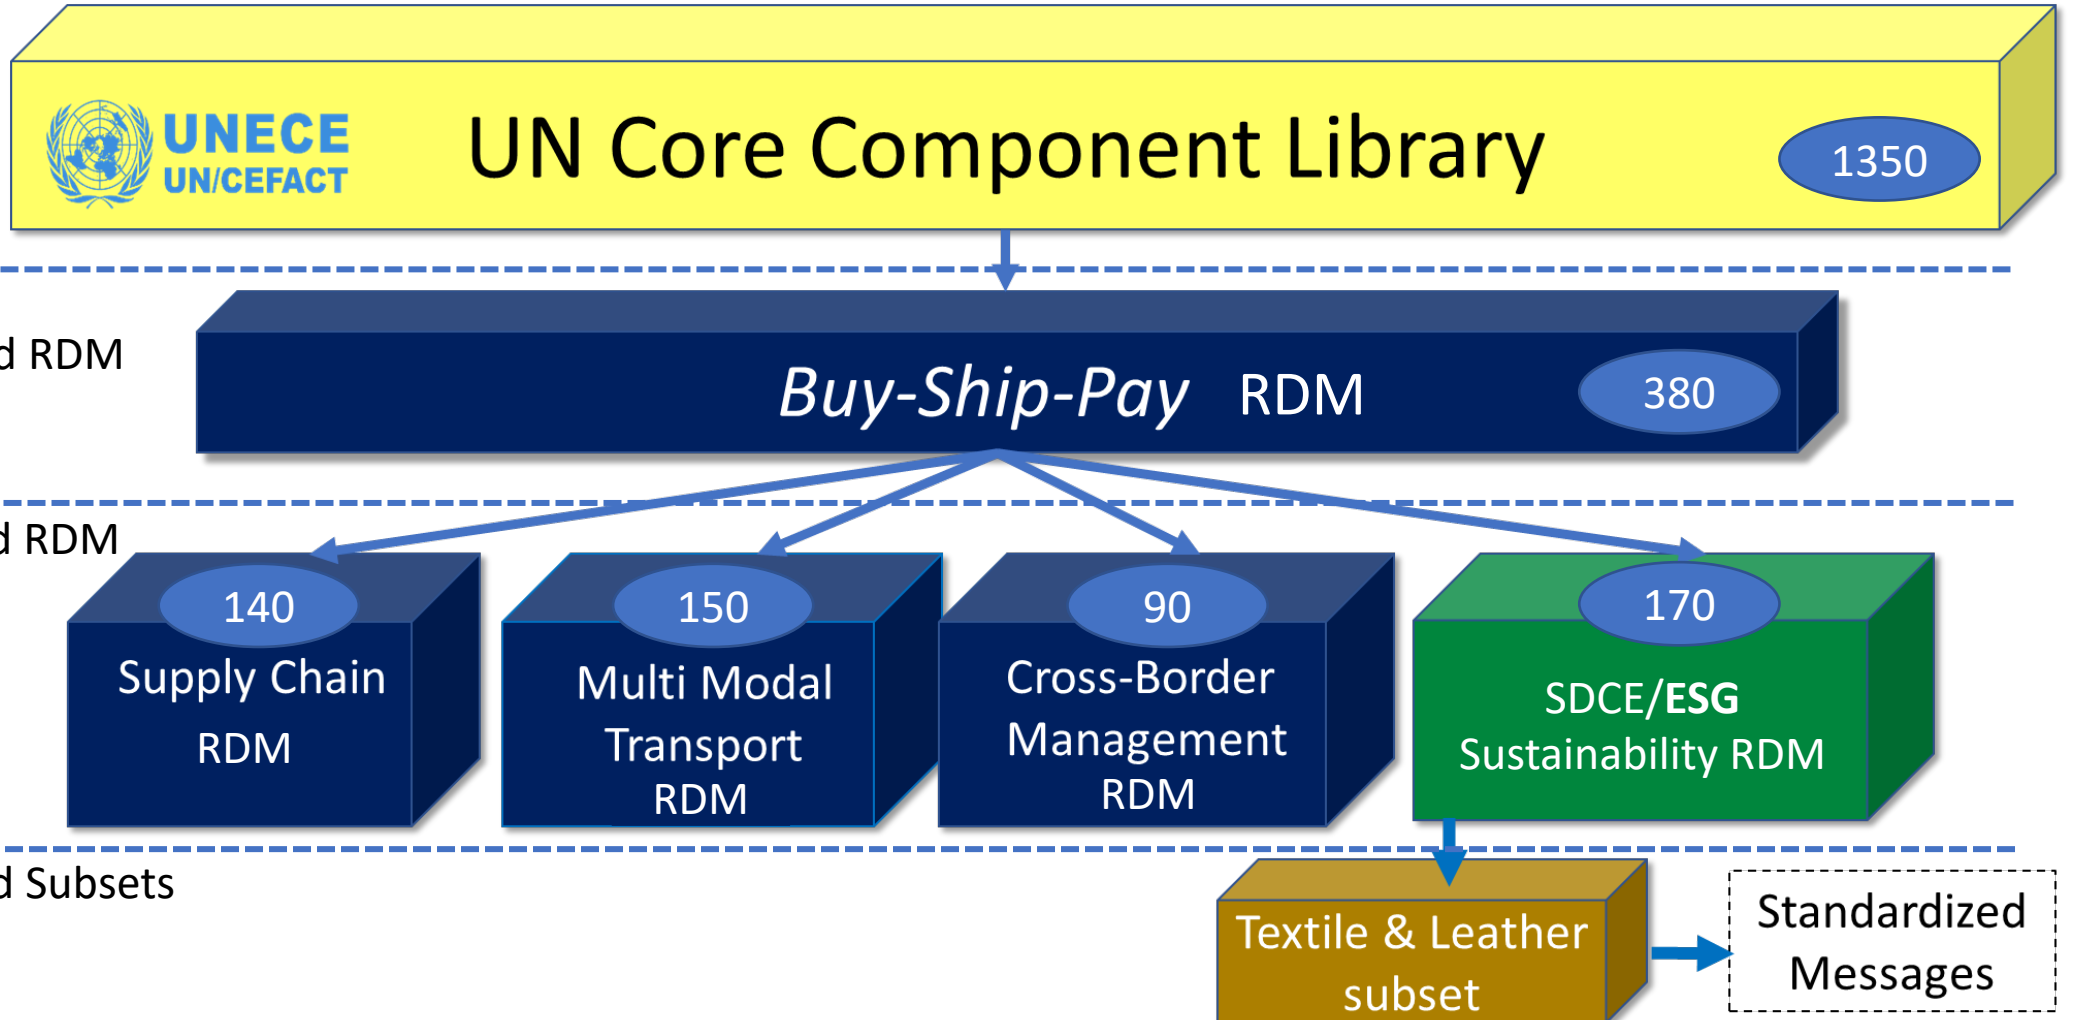 UNECE
UN/CEFACT
UN Core Component Library
1350
d RDM
Buy-Ship-Pay RDM
380
d RDM
140
Supply Chain
RDM
150
Multi Modal
Transport
RDM
90
Cross-Border
Management
RDM
170
SDCE/ESG
Sustainability RDM
d Subsets
Textile & Leather
subset
Standardized
Messages